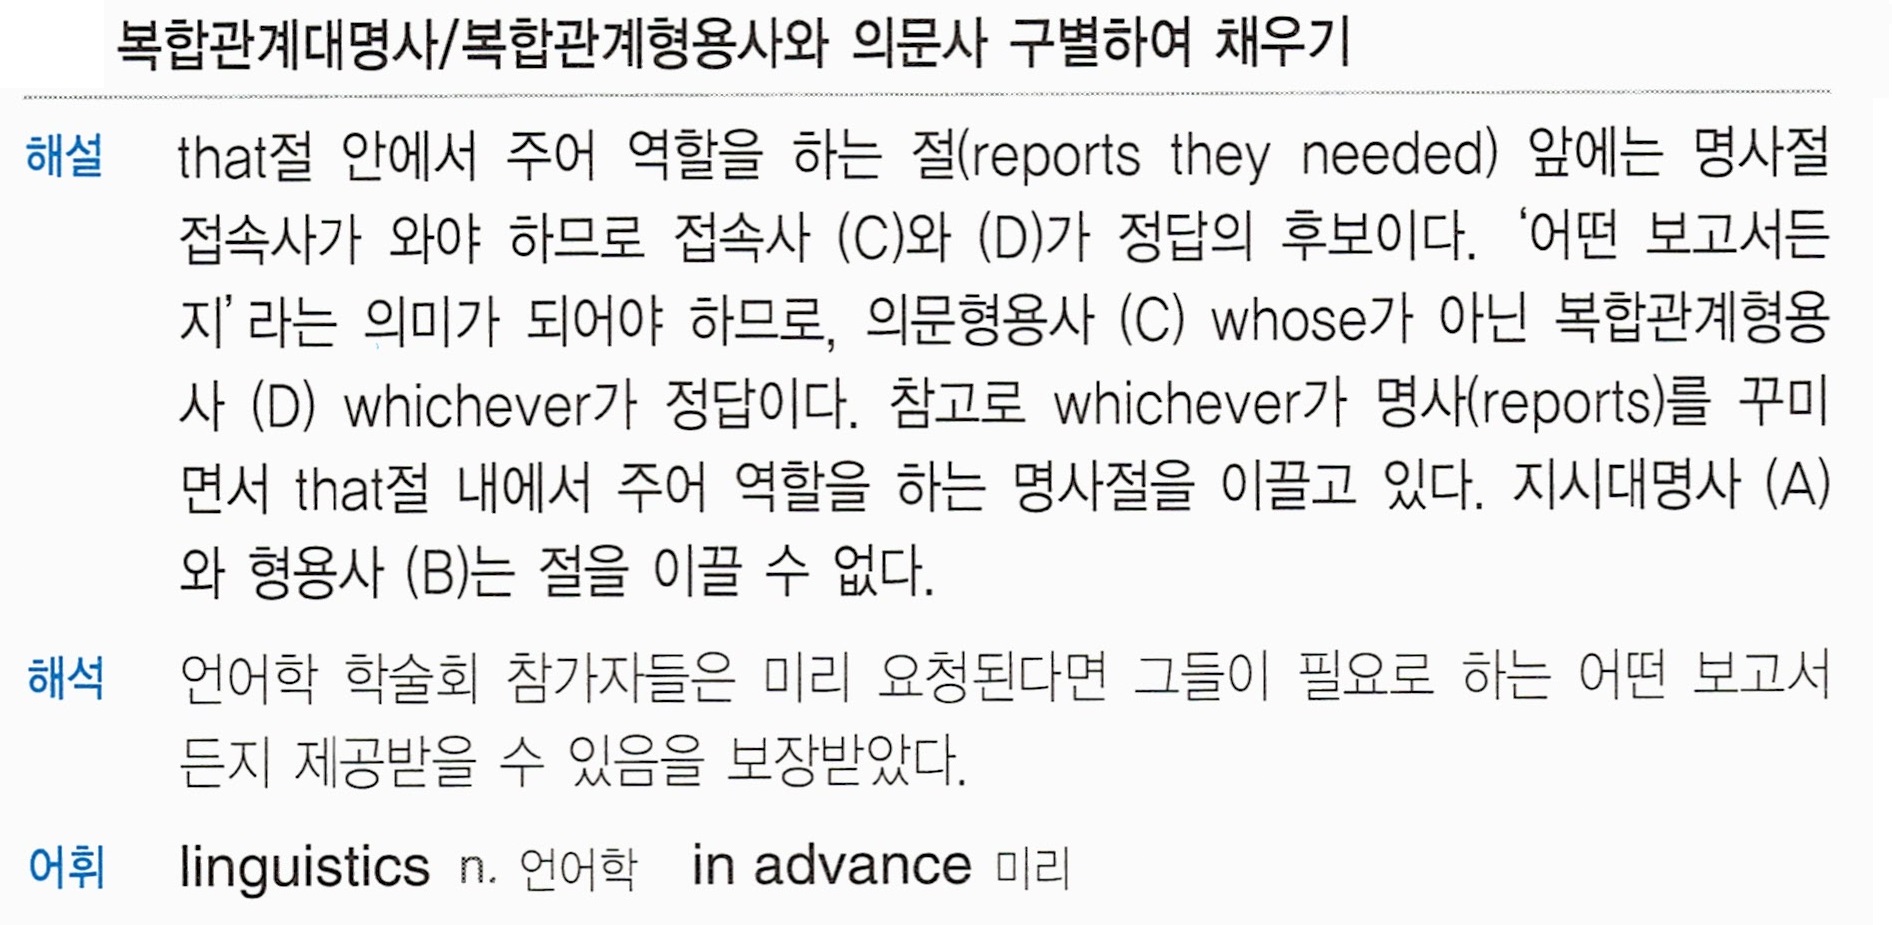 복합관계대명사/복합관계형용사와 의문사 구별하여 채우기
해설 that절 안에서 주어 역할을 하는 절(reports they needed) 앞에는 명사절
접속사가 와야 하므로 접속사 (C)와 (D)가 정답의 후보이다. ‘어떤 보고서든
지’라는 의미가 되어야 하므로, 의문형용사 (C) whose가 아닌 복합관계형용
사 (D) whichever가 정답이다. 참고로 whichever가 명사(reports)를 꾸미
면서 that절 내에서 주어 역할을 하는 명사절을 이끌고 있다. 지시대명사 (A)
와 형용사 (B)는 절을 이끌 수 없다.
해석 언어학 학술회 참가자들은 미리 요청된다면 그들이 필요로 하는 어떤 보고서
든지 제공받을 수 있음을 보장받았다.
어휘 linguistics n. 언어학 in advance 미리